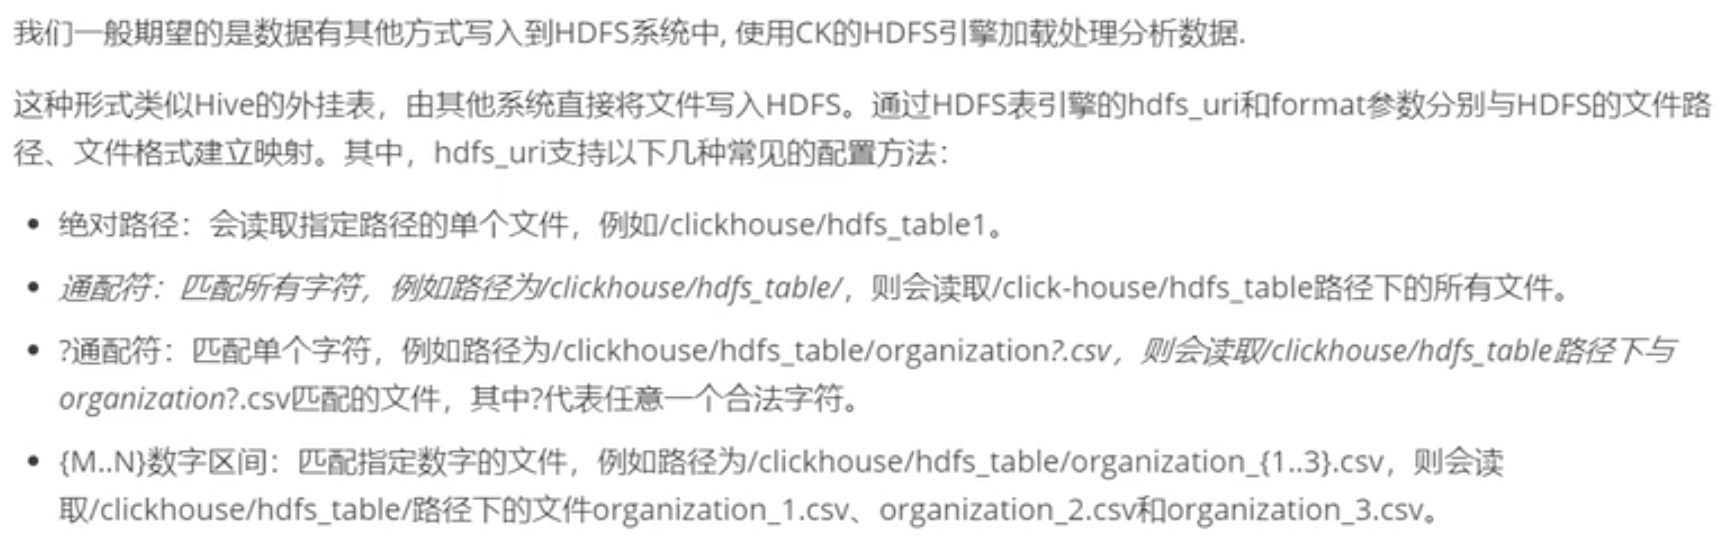 我们一般期望的是数据有其他方式写入到HDFS系统中, 使用CK的HDFS引擎加载处理分析数据.
这种形式类似Hive的外挂表，由其他系统直接将文件写入HDFS。通过HDFS表引擎的hdfs_uri和format参数分别与HDFS的文件路
径、文件格式建立映射。其中，hdfs_uri支持以下几种常见的配置方法：
• 绝对路径：会读取指定路径的单个文件，例如/clickhouse/hdfs_table1。
• 通配符：匹配所有字符，例如路径为/clickhouse/hdfs_table/，则会读取/click-house/hdfs_table路径下的所有文件。
• ?通配符：匹配单个字符，例如路径为/clickhouse/hdfs_table/organization?.csv，则会读取/clickhouse/hdfs_table路径下与
organization?.csv匹配的文件，其中?代表任意一个合法字符。
• {M..N}数字区间：匹配指定数字的文件，例如路径为/clickhouse/hdfs_table/organization_{1..3}.csv，则会读
取/clickhouse/hdfs_table/路径下的文件organization_1.csv、organization_2.csv和organization_3.csv。